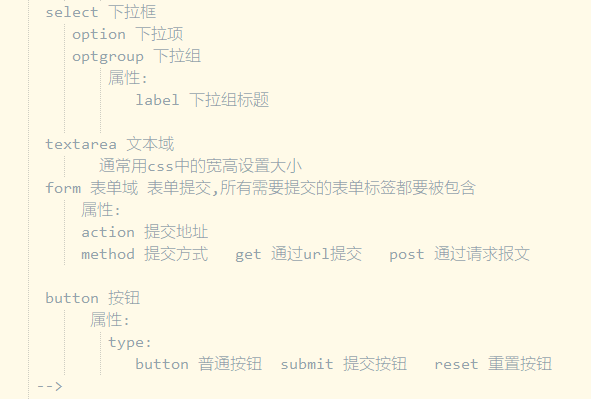 select 下拉框
option 下拉项
optgroup 下拉组
属性:
label 下拉组标题
textarea 文本域
通常用css中的宽高设置大小
form 表单域 表单提交,所有需要提交的表单标签都要被包含
属性:
action 提交地址
method 提交方式 get 通过url提交 post 通过请求报文
button 按钮
属性:
type:
button 普通按钮 submit 提交按钮 reset 重置按钮
-->